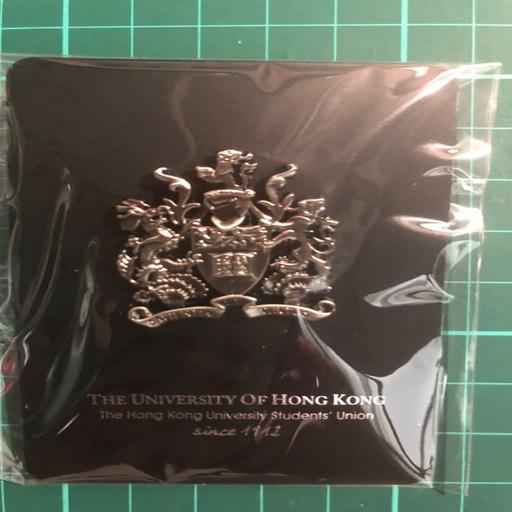 THE UNIVERSITY OF HONG KONG
The Hong Kong University Students' Union
since 1912